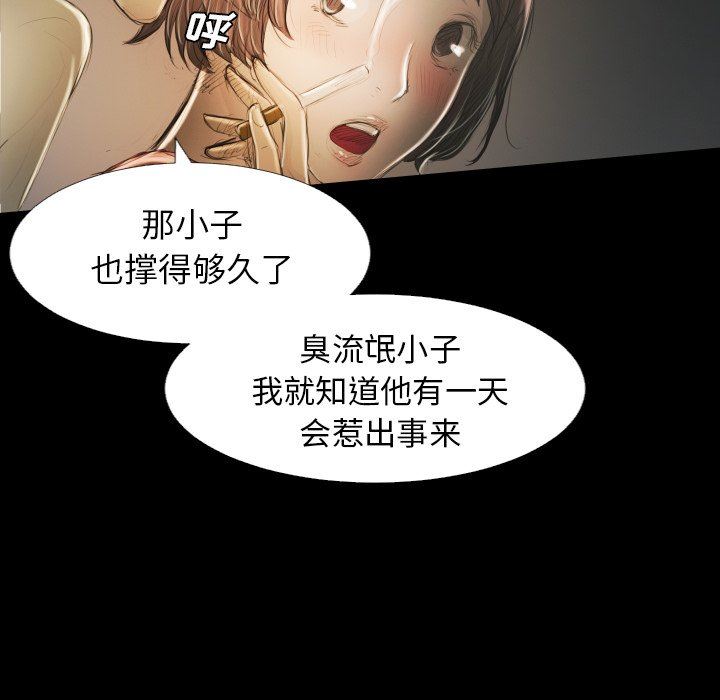 呼
那小子
也撑得够久了
臭流氓小子
我就知道他有一天
会惹出事来